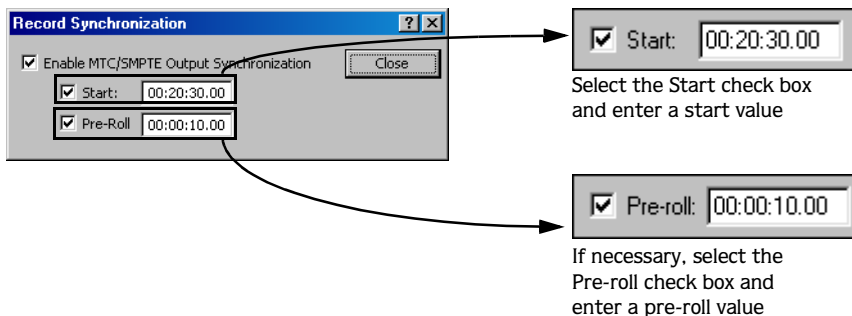 Record Synchronization
Enable MTC/SMPTE Output Synchronization
Close
Start: 00:20:30.00
Pre-Roll 00:00:10.00
Start: 00:20:30.00
Select the Start check box
and enter a start value
Pre-roll: 00:00:10.00
If necessary, select the
Pre-roll check box and
enter a pre-roll value